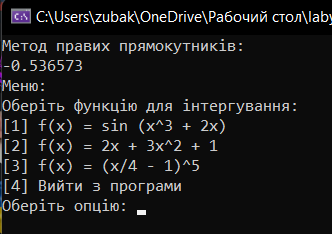 C:\Users\zubak\OneDrive\Рабочий стол\laby
Метод правих прямокутників:
-0.536573
Меню:
Оберіть функцію для інтергування:
[1] f(x) = sin (x^3 + 2x)
[2] f(x) = 2x + 3x^2 + 1
[3] f(x) = (x/4 - 1)^5
[4] Вийти з програми
Оберіть опцію: